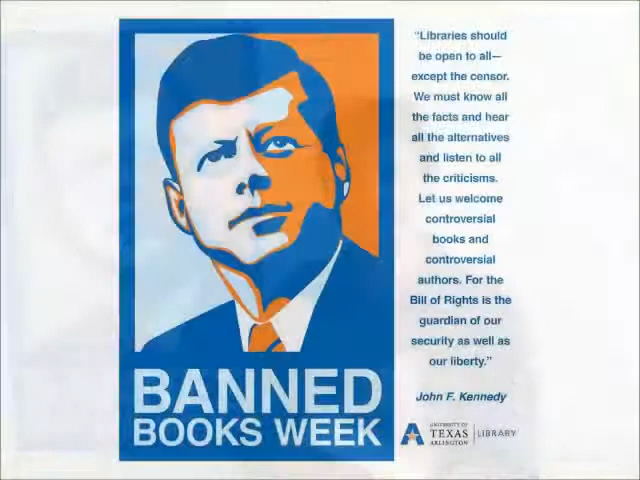 BANNED
BOOKS WEEK
“Libraries should
be open to all—
except the censor.
We must know all
the facts and hear
all the alternatives
and listen to all
the criticisms.
Let us welcome
controversial
books and
controversial
authors. For the
Bill of Rights is the
guardian of our
security as well as
our liberty.”
John F. Kennedy
UNIVERSITY OF
TEXAS
ARLINGTON
LIBRARY